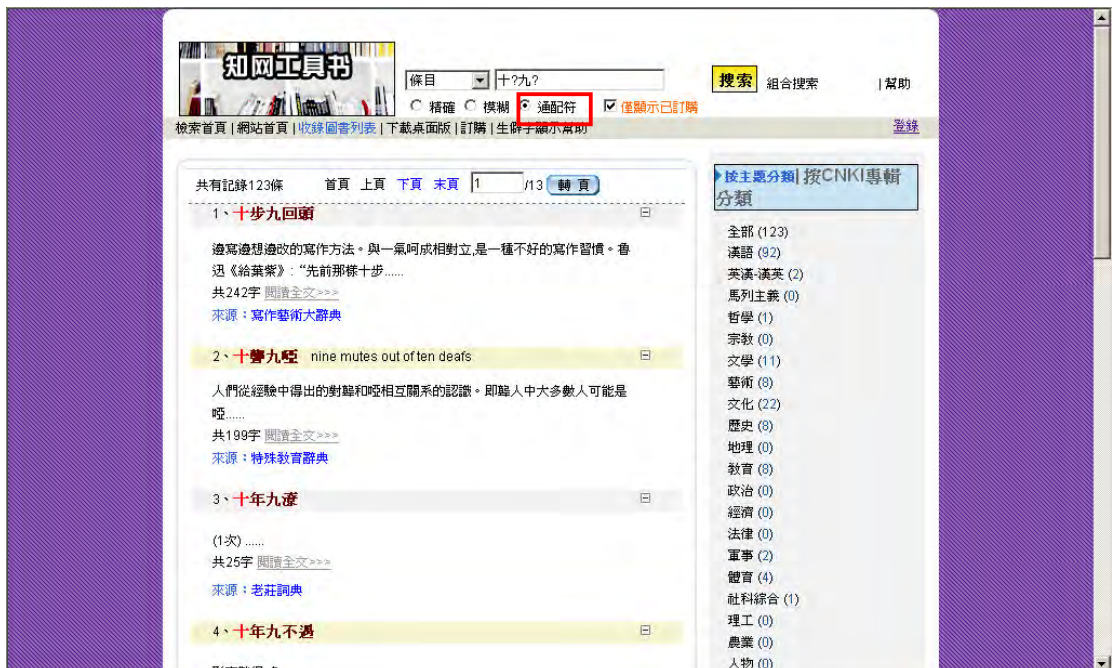 知网工具书
條目 十?九? 搜索 組合搜索 | 幫助
精確 模糊 通配符 僅顯示已訂購
檢索首頁 | 網站首頁 | 收錄圖書列表 | 下載桌面版 | 訂購 | 生僻字顯示幫助 登錄
共有記錄123條 首頁 上頁 下頁 末頁 1 /13 轉 頁
1、十步九回頭
邊寫邊想邊改的寫作方法。與一氣呵成相對立,是一種不好的寫作習慣。魯
迅《給葉紫》:“先前那樣十步......
共242字 閱讀全文>>>
來源:寫作藝術大辭典
2、十聾九啞 nine mutes out of ten deafs
人們從經驗中得出的對聾和啞相互關系的認識。即聾人中大多數人可能是
啞......
共199字 閱讀全文>>>
來源:特殊教育辭典
3、十年九潦
(1次) ......
共25字 閱讀全文>>>
來源:老莊詞典
4、十年九不遇
按主題分類| 按CNKI專輯
分類
全部 (123)
漢語 (92)
英漢-漢英 (2)
馬列主義 (0)
哲學 (1)
宗教 (0)
文學 (11)
藝術 (8)
文化 (22)
歷史 (8)
地理 (0)
教育 (8)
政治 (0)
經濟 (0)
法律 (0)
軍事 (2)
體育 (4)
社科綜合 (1)
理工 (0)
農業 (0)
人物 (0)